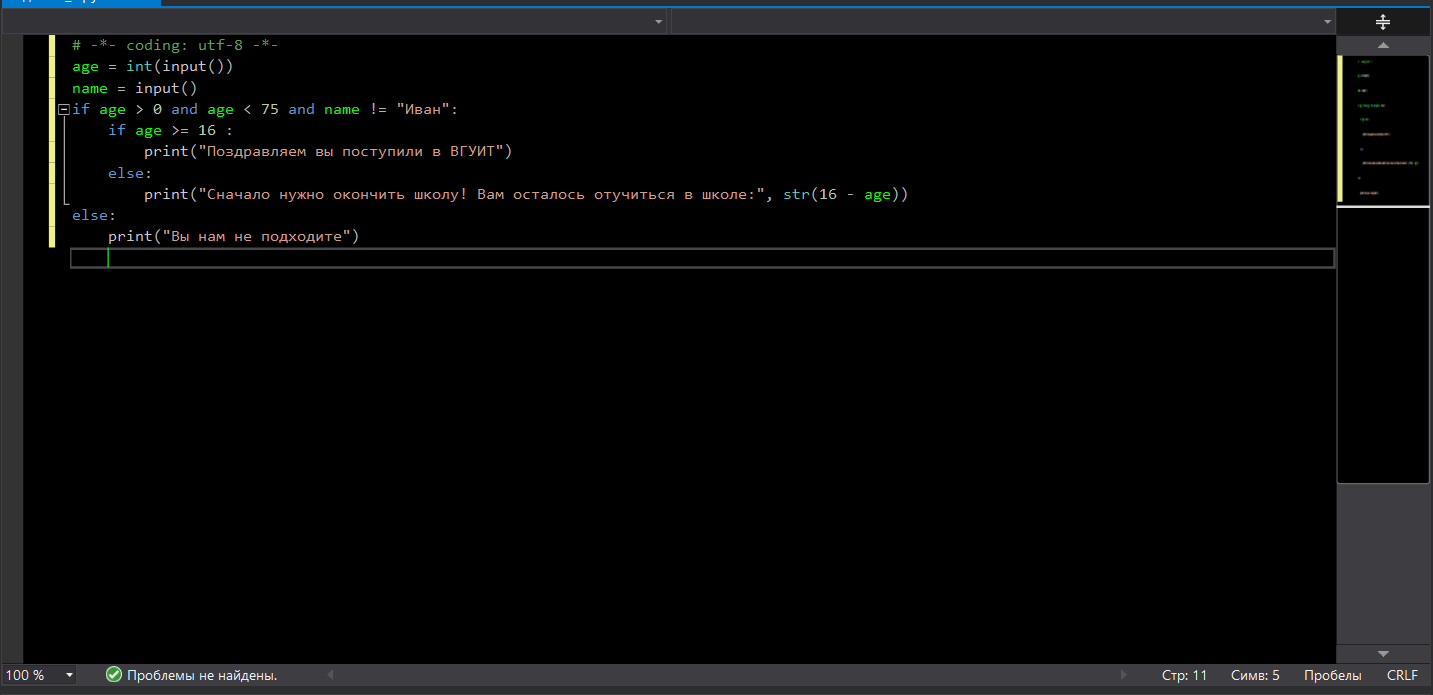 # -*- coding: utf-8 -*-
age = int(input())
name = input()
if age > 0 and age < 75 and name != "Иван":
    if age >= 16 :
        print("Поздравляем вы поступили в ВГУИТ")
    else:
        print("Сначало нужно окончить школу! Вам осталось отучиться в школе:", str(16 - age))
else:
    print("Вы нам не подходите")
100 % Проблемы не найдены. Стр: 11 Симв: 5 Пробелы CRLF